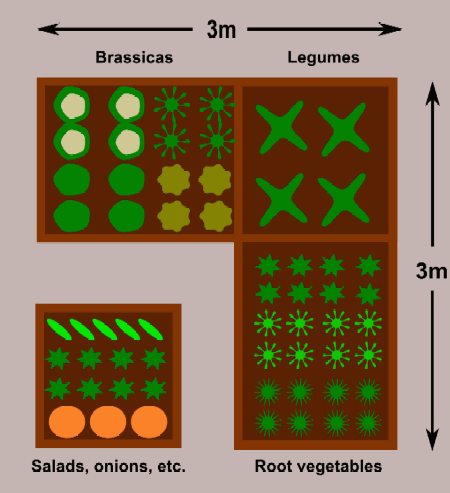 3m
Brassicas
Legumes
3m
Salads, onions, etc.
Root vegetables